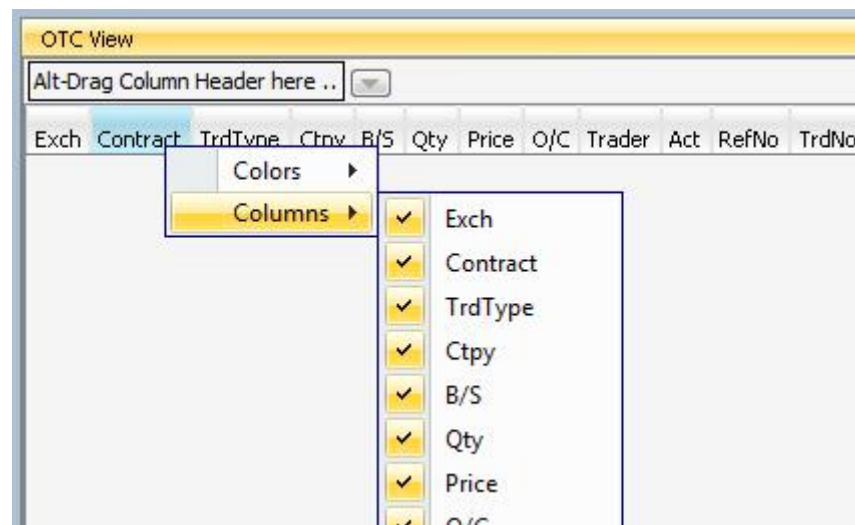 OTC View
Alt-Drag Column Header here ..
Exch Contract TrdType Ctpy B/S Qty Price O/C Trader Act RefNo TrdNo
Colors
Columns
Exch
Contract
TrdType
Ctpy
B/S
Qty
Price
O/C